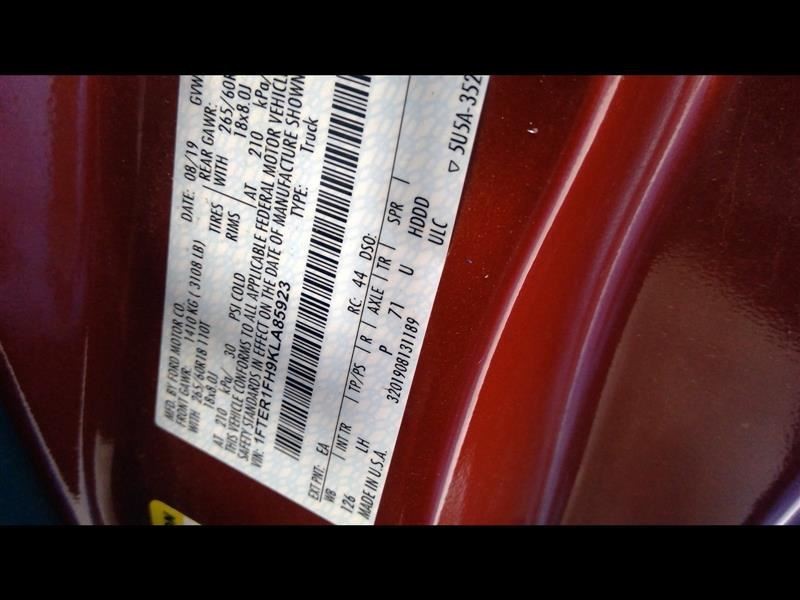 MFD. BY FORD MOTOR CO.
DATE: 08/19 GVW
FRONT GAWR: 1410 KG ( 3108 LB) REAR GAWR:
WITH 265/60R18 110T TIRES WITH 265/60R
18x8.0J RIMS 18x8.0J
AT 210 kPa/ 30 PSI COLD AT 210 kPa/
THIS VEHICLE CONFORMS TO ALL APPLICABLE FEDERAL MOTOR VEHICLE
SAFETY STANDARDS IN EFFECT ON THE DATE OF MANUFACTURE SHOWN
VIN: 1FTER1FH9KLA85923 TYPE: Truck
EXT PNT: EA RC: 44 DSO:
WB | INT TR | TP/PS | R | AXLE | TR | SPR |
126 LH P 71 U HDDD
MADE IN U.S.A. 3201908131189 ULC
▽ 5U5A-352